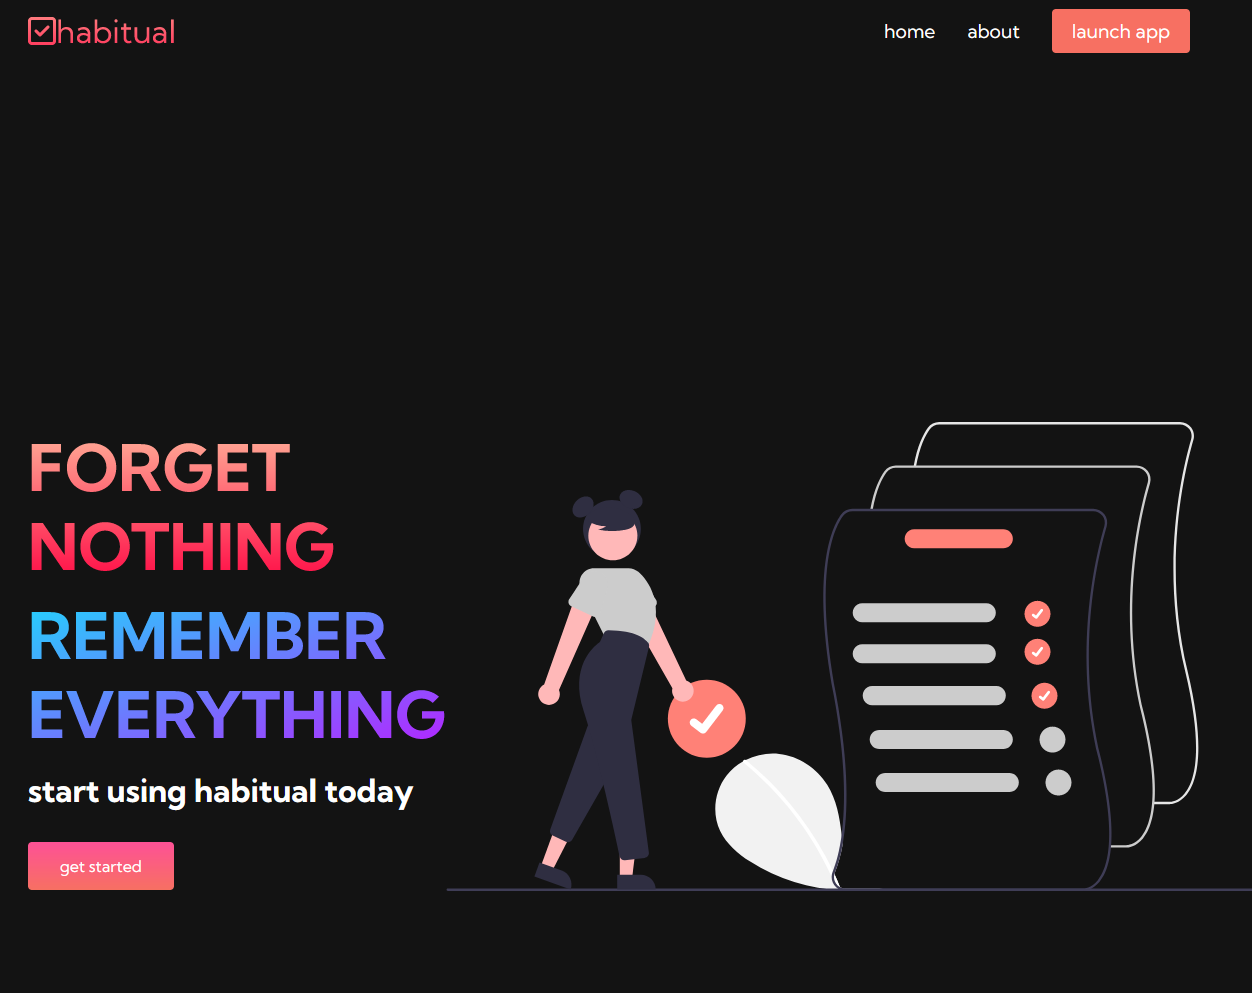 habitual
home about launch app
FORGET
NOTHING
REMEMBER
EVERYTHING
start using habitual today
get started